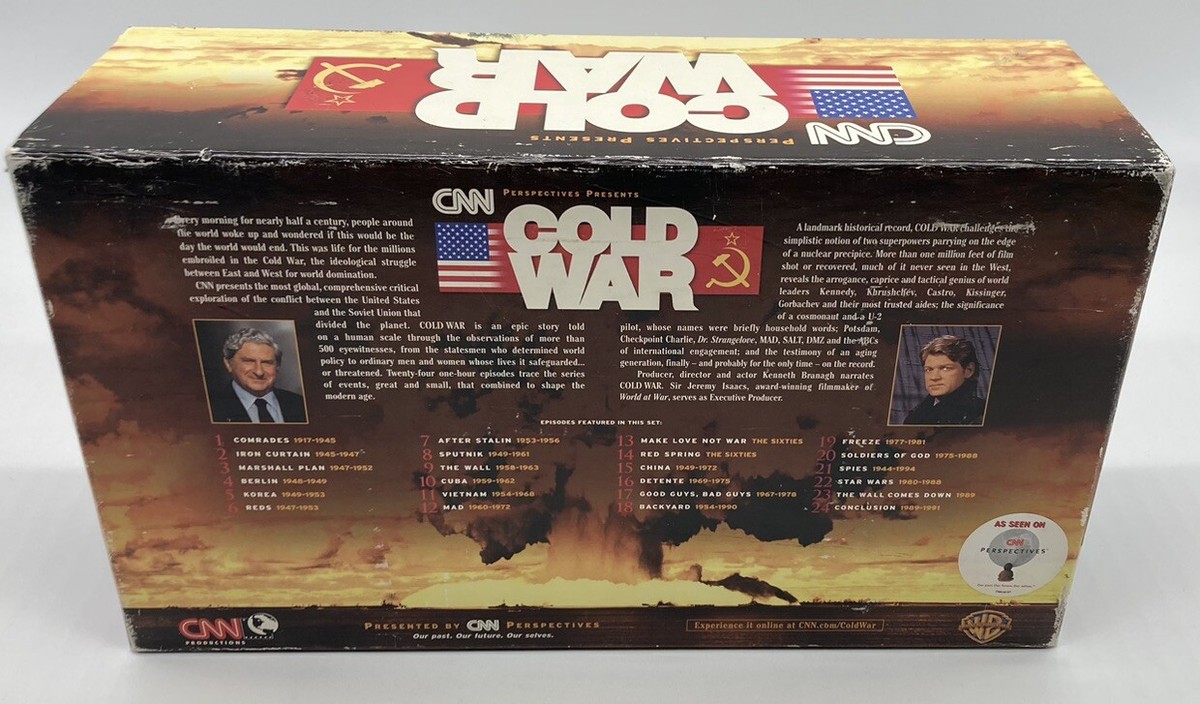 COLD
WAR
PERSPECTIVES PRESENTS
CNN
CNN PERSPECTIVES PRESENTS
COLD
WAR
Every morning for nearly half a century, people around
the world woke up and wondered if this would be the
day the world would end. This was life for the millions
embroiled in the Cold War, the ideological struggle
between East and West for world domination.
CNN presents the most global, comprehensive critical
exploration of the conflict between the United States
and the Soviet Union that
divided the planet. COLD WAR is an epic story told
on a human scale through the observations of more than
500 eyewitnesses, from the statesmen who determined world
policy to ordinary men and women whose lives it safeguarded...
or threatened. Twenty-four one-hour episodes trace the series
of events, great and small, that combined to shape the
modern age.
A landmark historical record, COLD WAR challenges the
simplistic notion of two superpowers parrying on the edge
of a nuclear precipice. More than one million feet of film
shot or recovered, much of it never seen in the West,
reveals the arrogance, caprice and tactical genius of world
leaders Kennedy, Khrushchev, Castro, Kissinger,
Gorbachev and their most trusted aides; the significance
of a cosmonaut and a U-2
pilot, whose names were briefly household words; Potsdam,
Checkpoint Charlie, Dr. Strangelove, MAD, SALT, DMZ and the ABCs
of international engagement; and the testimony of an aging
generation, finally – and probably for the only time – on the record.
Producer, director and actor Kenneth Branagh narrates
COLD WAR. Sir Jeremy Isaacs, award-winning filmmaker of
World at War, serves as Executive Producer.
EPISODES FEATURED IN THIS SET:
1 COMRADES 1917-1945
2 IRON CURTAIN 1945-1947
3 MARSHALL PLAN 1947-1952
4 BERLIN 1948-1949
5 KOREA 1949-1953
6 REDS 1947-1953
7 AFTER STALIN 1953-1956
8 SPUTNIK 1949-1961
9 THE WALL 1958-1963
10 CUBA 1959-1962
11 VIETNAM 1954-1968
12 MAD 1960-1972
13 MAKE LOVE NOT WAR THE SIXTIES
14 RED SPRING THE SIXTIES
15 CHINA 1949-1972
16 DETENTE 1969-1975
17 GOOD GUYS, BAD GUYS 1967-1978
18 BACKYARD 1954-1990
19 FREEZE 1977-1981
20 SOLDIERS OF GOD 1975-1988
21 SPIES 1944-1994
22 STAR WARS 1980-1988
23 THE WALL COMES DOWN 1989
24 CONCLUSION 1989-1991
AS SEEN ON
CNN
PERSPECTIVES
CNN
PRODUCTIONS
PRESENTED BY CNN PERSPECTIVES
Our past. Our future. Our selves.
Experience it online at CNN.com/ColdWar
WB